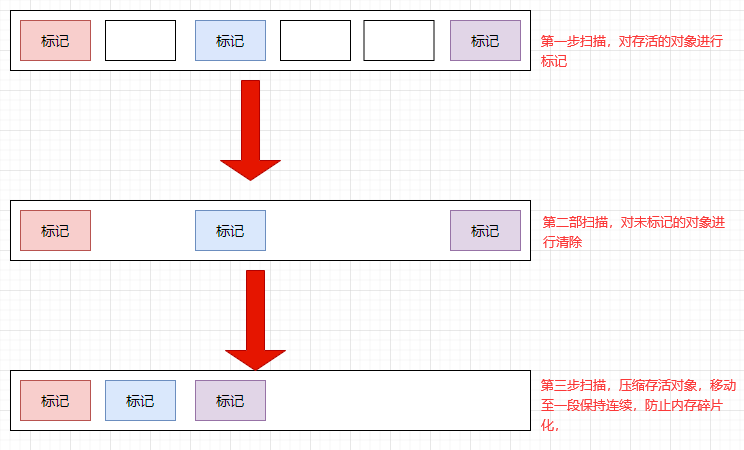 标记 标记 标记
第一步扫描，对存活的对象进行
标记
标记 标记 标记
第二部扫描，对未标记的对象进
行清除
标记 标记 标记
第三步扫描，压缩存活对象，移动
至一段保持连续，防止内存碎片
化，